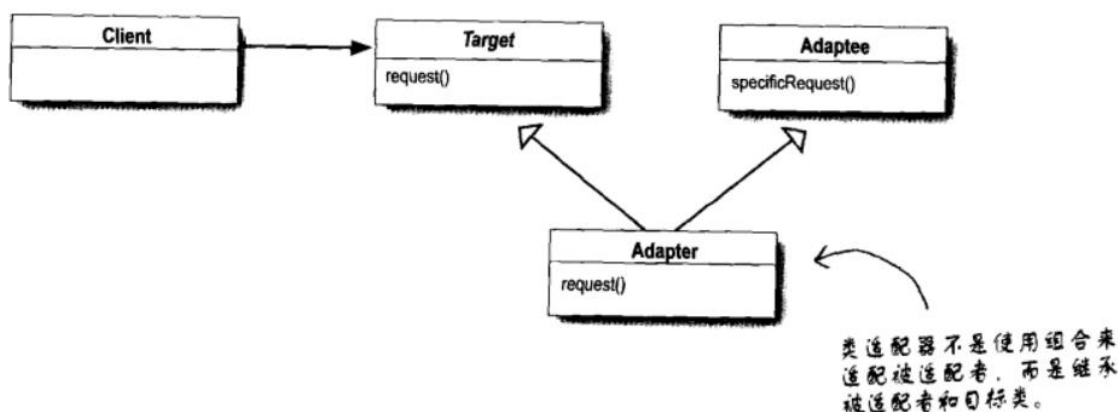 Client
Target
request()
Adaptee
specificRequest()
Adapter
request()
类适配器不是使用组合来
适配被适配者，而是继承
被适配者和目标类。